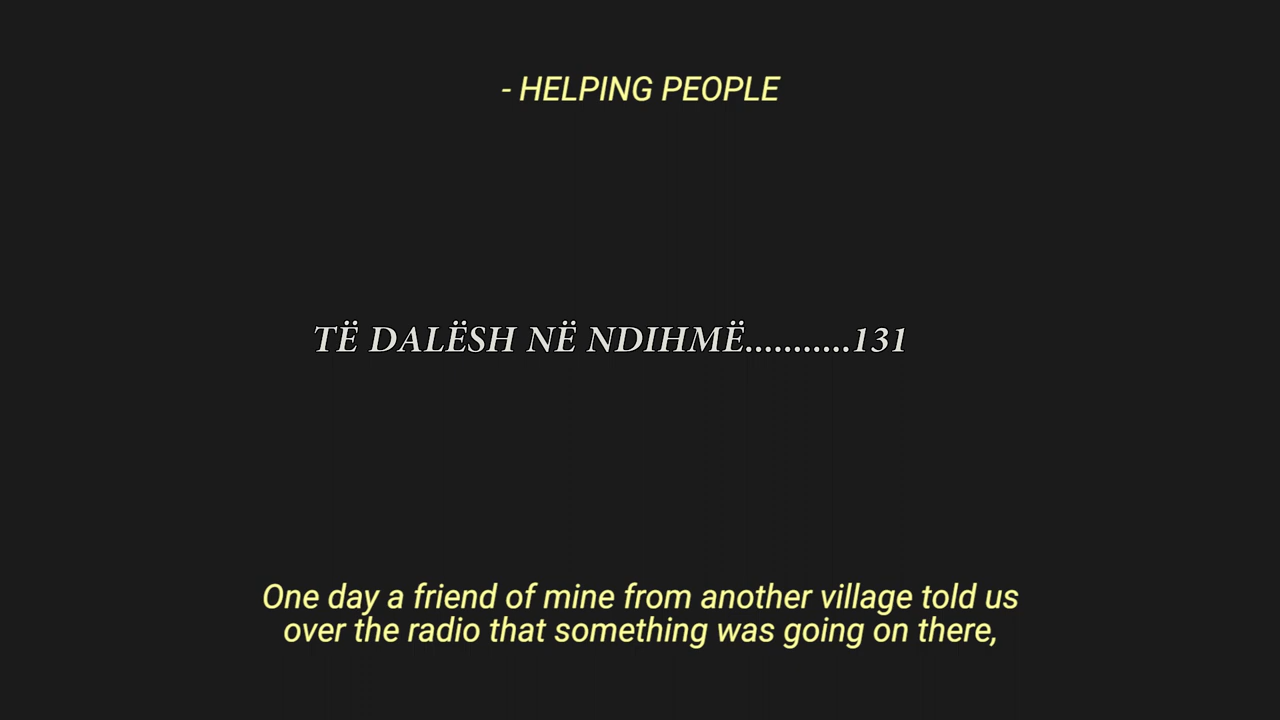 - HELPING PEOPLE
TË DALËSH NË NDIHMË...........131
One day a friend of mine from another village told us
over the radio that something was going on there,